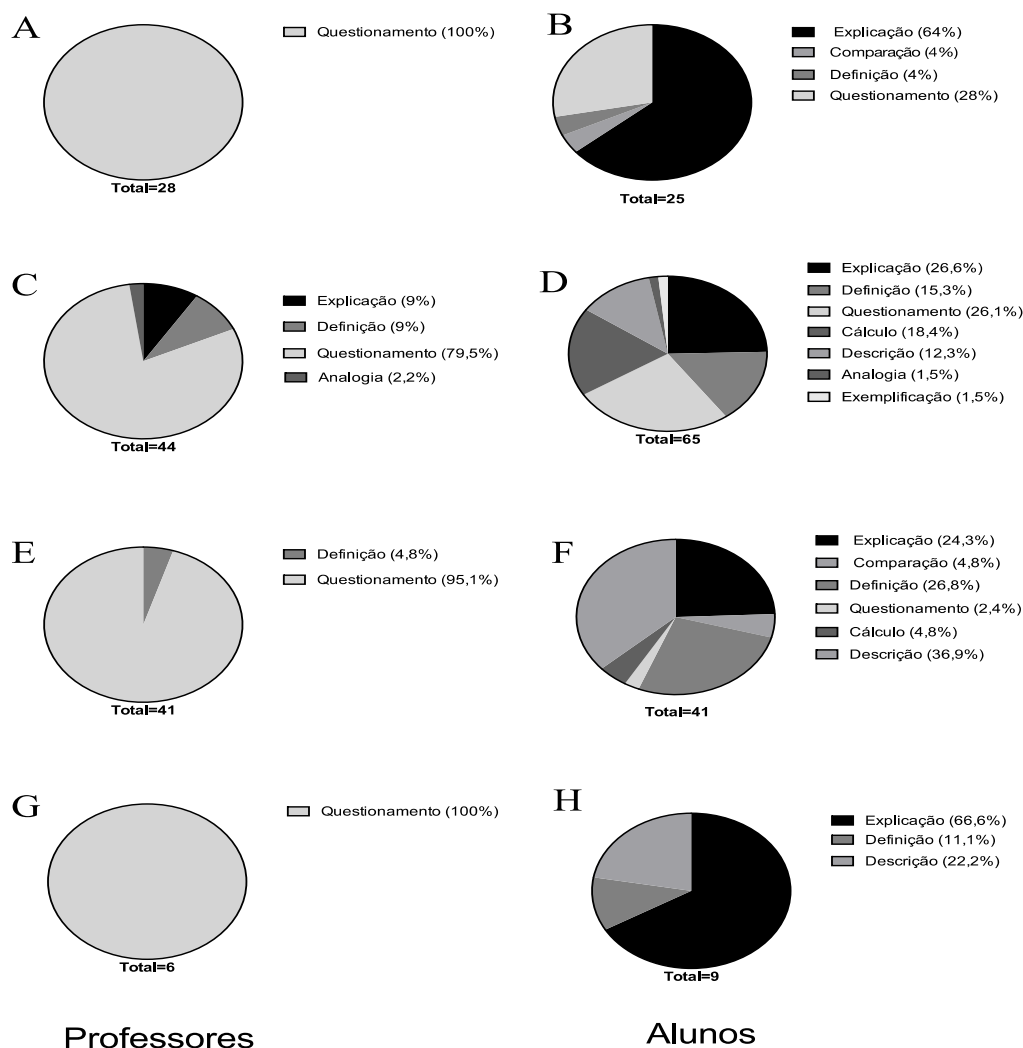 A
Questionamento (100%)
Total=28
B
Explicação (64%)
Comparação (4%)
Definição (4%)
Questionamento (28%)
Total=25
C
Explicação (9%)
Definição (9%)
Questionamento (79,5%)
Analogia (2,2%)
Total=44
D
Explicação (26,6%)
Definição (15,3%)
Questionamento (26,1%)
Cálculo (18,4%)
Descrição (12,3%)
Analogia (1,5%)
Exemplificação (1,5%)
Total=65
E
Definição (4,8%)
Questionamento (95,1%)
Total=41
F
Explicação (24,3%)
Comparação (4,8%)
Definição (26,8%)
Questionamento (2,4%)
Cálculo (4,8%)
Descrição (36,9%)
Total=41
G
Questionamento (100%)
Total=6
H
Explicação (66,6%)
Definição (11,1%)
Descrição (22,2%)
Total=9
Professores
Alunos